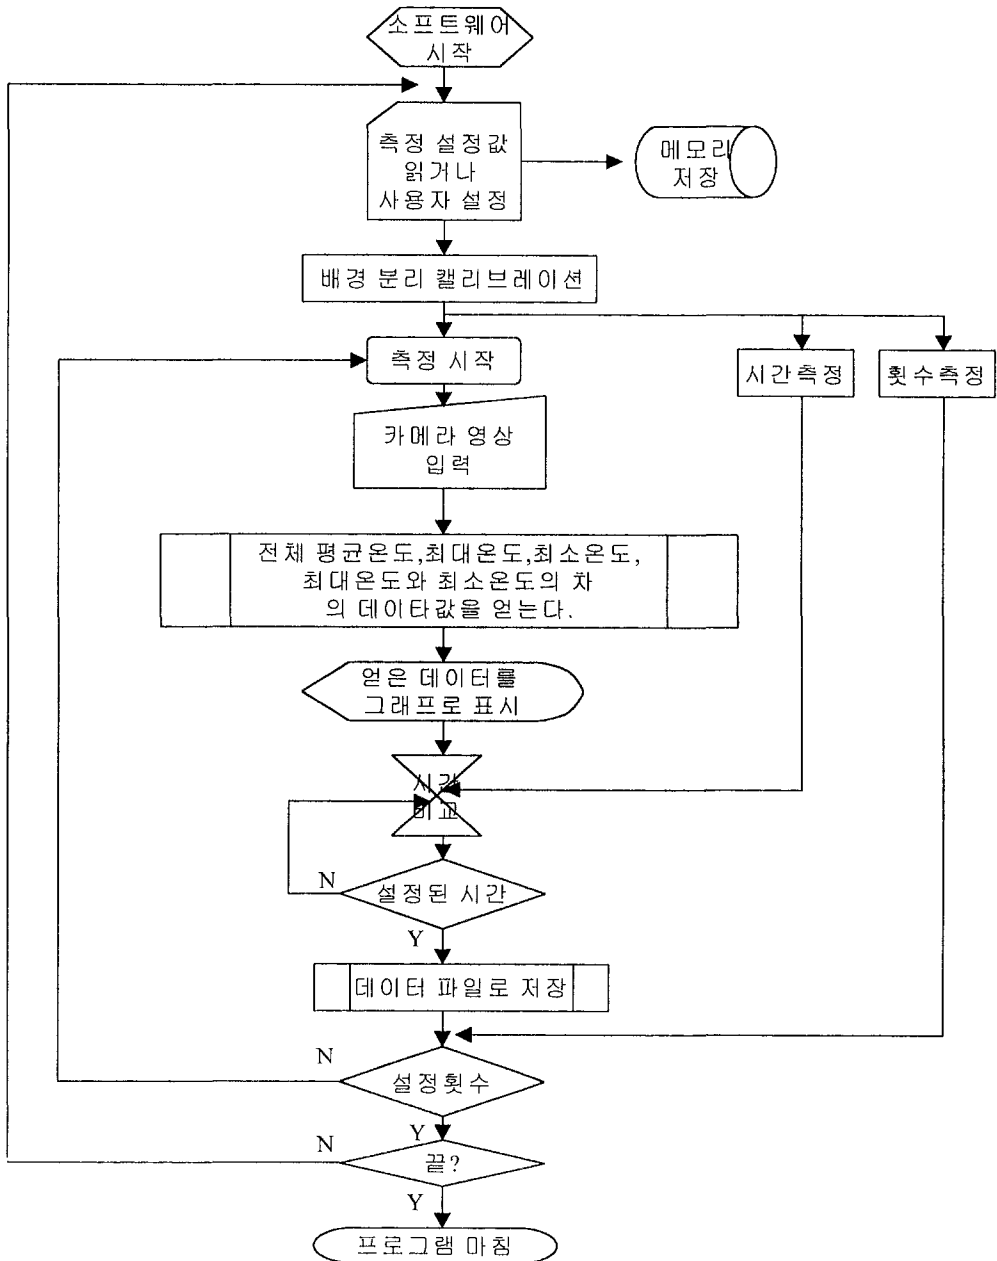 소프트웨어
시작
측정 설정값
읽거나
사용자 설정
메모리
저장
배경 분리 캘리브레이션
측정 시작
시간측정
횟수측정
카메라 영상
입력
전체 평균온도,최대온도,최소온도,
최대온도와 최소온도의 차
의 데이타값을 얻는다.
얻은 데이터를
그래프로 표시
시간
비교
N
설정된 시간
Y
데이터 파일로 저장
N
설정횟수
Y
N
끝?
Y
프로그램 마침